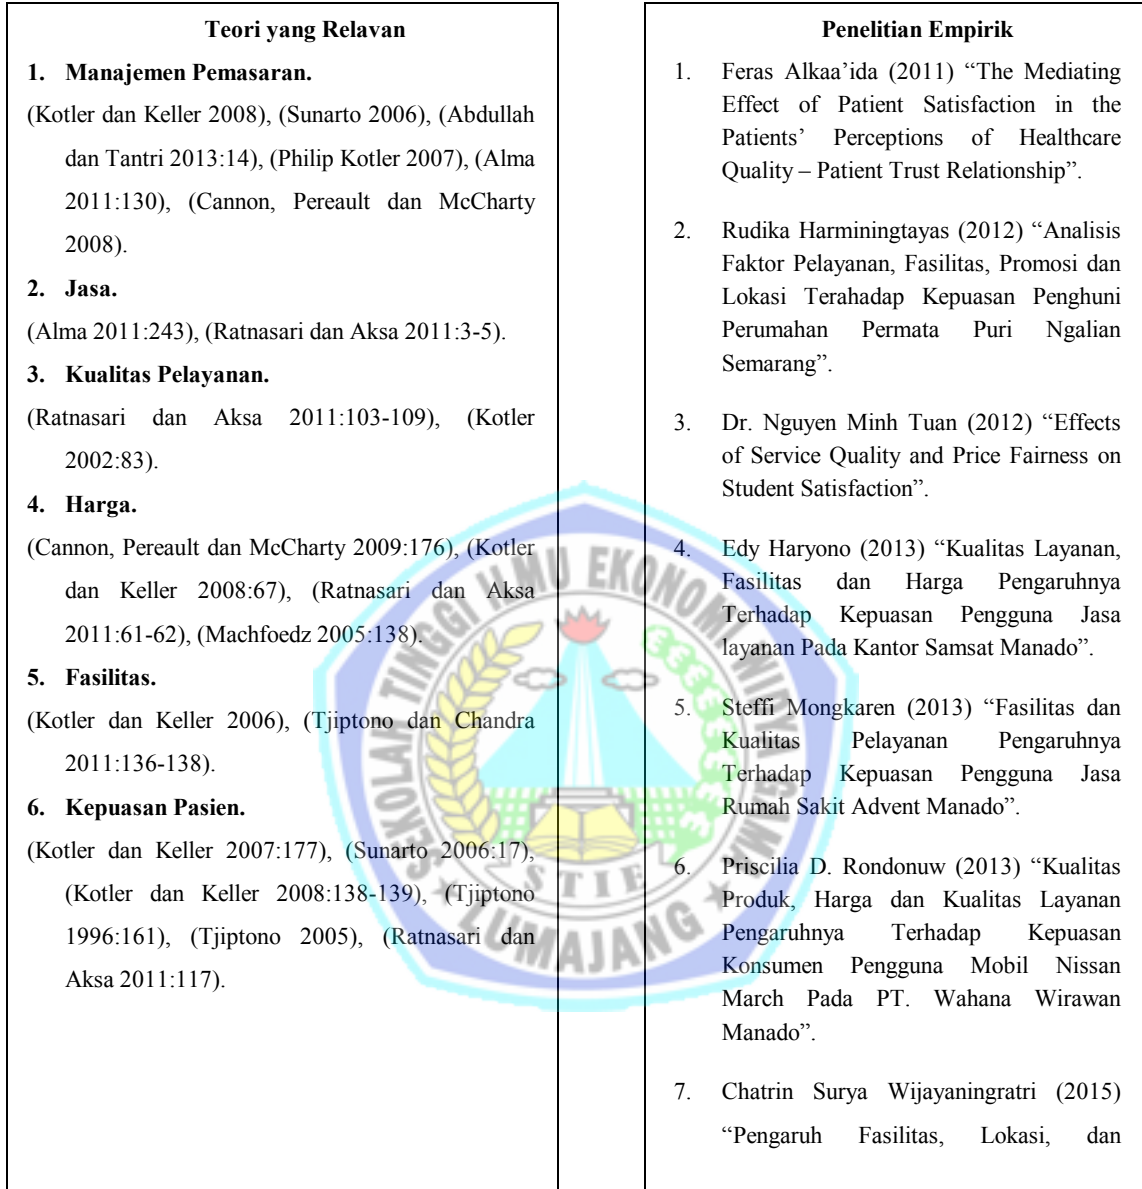 Teori yang Relavan
1. Manajemen Pemasaran.
(Kotler dan Keller 2008), (Sunarto 2006), (Abdullah
dan Tantri 2013:14), (Philip Kotler 2007), (Alma
2011:130), (Cannon, Pereault dan McCharty
2008).
2. Jasa.
(Alma 2011:243), (Ratnasari dan Aksa 2011:3-5).
3. Kualitas Pelayanan.
(Ratnasari dan Aksa 2011:103-109), (Kotler
2002:83).
4. Harga.
(Cannon, Pereault dan McCharty 2009:176), (Kotler
dan Keller 2008:67), (Ratnasari dan Aksa
2011:61-62), (Machfoedz 2005:138).
5. Fasilitas.
(Kotler dan Keller 2006), (Tjiptono dan Chandra
2011:136-138).
6. Kepuasan Pasien.
(Kotler dan Keller 2007:177), (Sunarto 2006:17),
(Kotler dan Keller 2008:138-139), (Tjiptono
1996:161), (Tjiptono 2005), (Ratnasari dan
Aksa 2011:117).
Penelitian Empirik
1. Feras Alkaa’ida (2011) “The Mediating
Effect of Patient Satisfaction in the
Patients’ Perceptions of Healthcare
Quality – Patient Trust Relationship”.
2. Rudika Harminingtayas (2012) “Analisis
Faktor Pelayanan, Fasilitas, Promosi dan
Lokasi Terahadap Kepuasan Penghuni
Perumahan Permata Puri Ngalian
Semarang”.
3. Dr. Nguyen Minh Tuan (2012) “Effects
of Service Quality and Price Fairness on
Student Satisfaction”.
4. Edy Haryono (2013) “Kualitas Layanan,
Fasilitas dan Harga Pengaruhnya
Terhadap Kepuasan Pengguna Jasa
layanan Pada Kantor Samsat Manado”.
5. Steffi Mongkaren (2013) “Fasilitas dan
Kualitas Pelayanan Pengaruhnya
Terhadap Kepuasan Pengguna Jasa
Rumah Sakit Advent Manado”.
6. Priscilia D. Rondonuw (2013) “Kualitas
Produk, Harga dan Kualitas Layanan
Pengaruhnya Terhadap Kepuasan
Konsumen Pengguna Mobil Nissan
March Pada PT. Wahana Wirawan
Manado”.
7. Chatrin Surya Wijayaningratri (2015)
“Pengaruh Fasilitas, Lokasi, dan
SEKOLAH TINGGI ILMU EKONOMI WIDYA GAMA
STIE
LUMAJANG